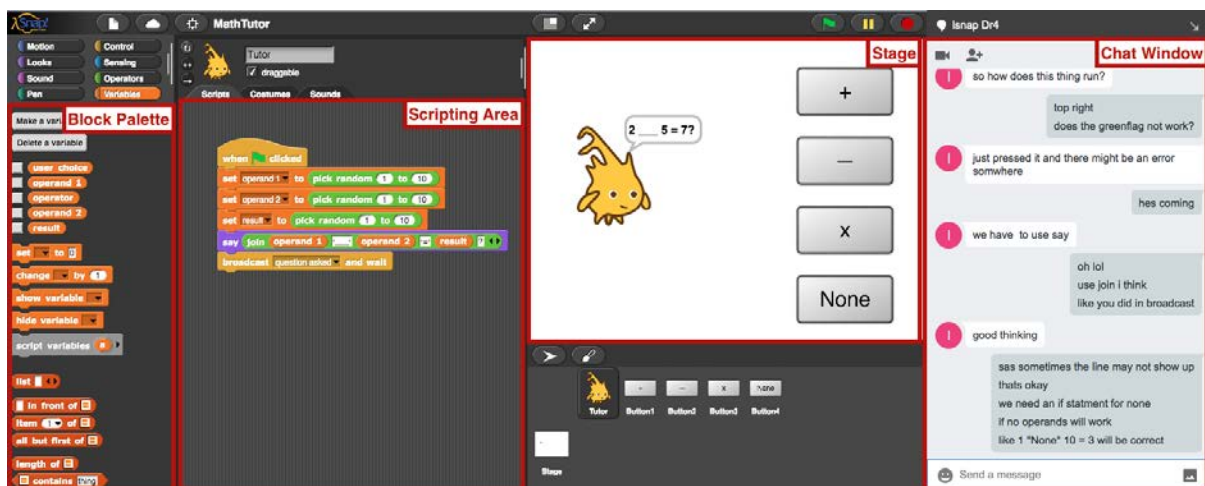 Snap!
MathTutor
Isnap Dr4
Motion
Control
Looks
Sensing
Sound
Operators
Pen
Variables
Block Palette
Make a vari
Delete a variable
user choice
operand 1
operator
operand 2
result
set to 0
change by 1
show variable
hide variable
script variables a
list
in front of
item 1 of
all but first of
length of
contains thing
Tutor
draggable
Scripts Costumes Sounds
Scripting Area
when clicked
set operand 1 to pick random 1 to 10
set operand 2 to pick random 1 to 10
set result to pick random 1 to 10
say join operand 1 ___ operand 2 = result ?
broadcast question asked and wait
Stage
2 ___ 5 = 7?
+
—
x
None
Tutor
Button1
Button2
Button3
Button4
Stage
Chat Window
so how does this thing run?
top right
does the greenflag not work?
just pressed it and there might be an error
somwhere
hes coming
we have to use say
oh lol
use join i think
like you did in broadcast
good thinking
sas sometimes the line may not show up
thats okay
we need an if statment for none
if no operands will work
like 1 "None" 10 = 3 will be correct
Send a message